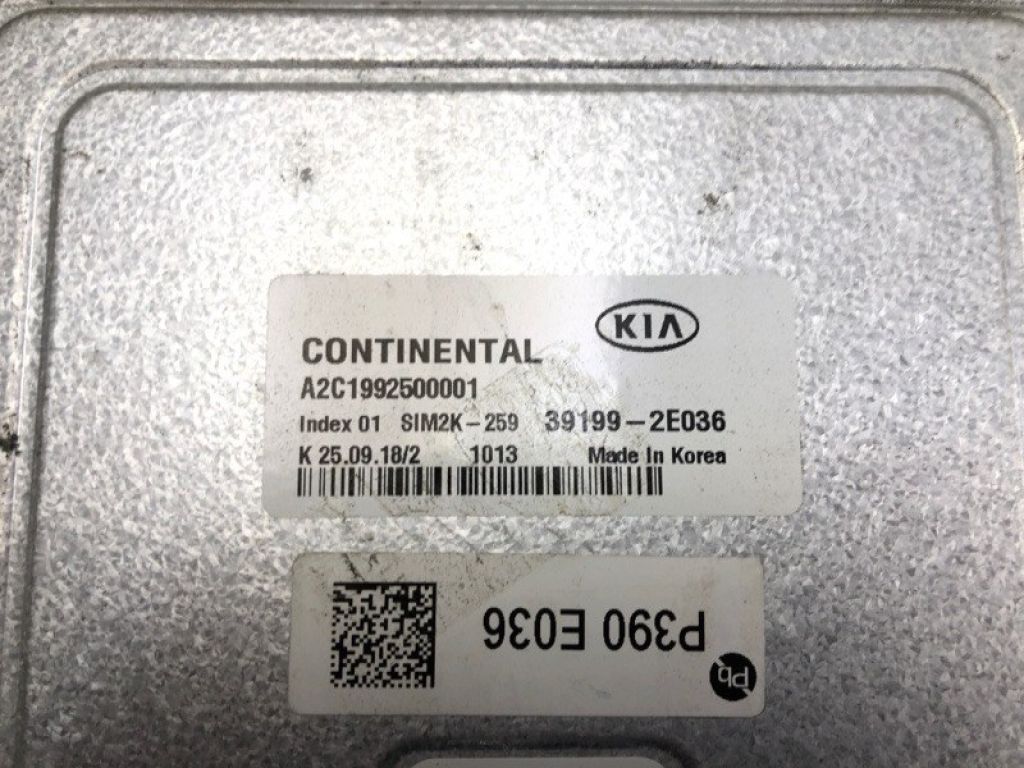 KIA
CONTINENTAL
A2C1992500001
Index 01 SIM2K-259 39199-2E036
K 25.09.18/2 1013 Made In Korea
P390 E036
Pb